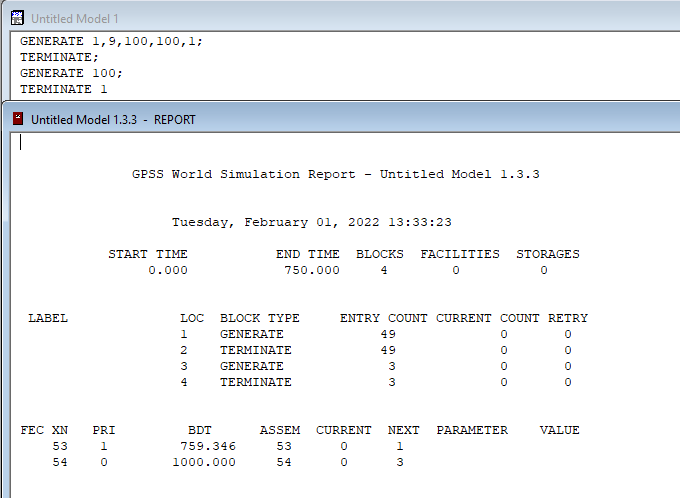 Untitled Model 1
GENERATE 1,9,100,100,1;
TERMINATE;
GENERATE 100;
TERMINATE 1
Untitled Model 1.3.3 - REPORT
GPSS World Simulation Report - Untitled Model 1.3.3
Tuesday, February 01, 2022 13:33:23
START TIME END TIME BLOCKS FACILITIES STORAGES
0.000 750.000 4 0 0
LABEL LOC BLOCK TYPE ENTRY COUNT CURRENT COUNT RETRY
1 GENERATE 49 0 0
2 TERMINATE 49 0 0
3 GENERATE 3 0 0
4 TERMINATE 3 0 0
FEC XN PRI BDT ASSEM CURRENT NEXT PARAMETER VALUE
53 1 759.346 53 0 1
54 0 1000.000 54 0 3